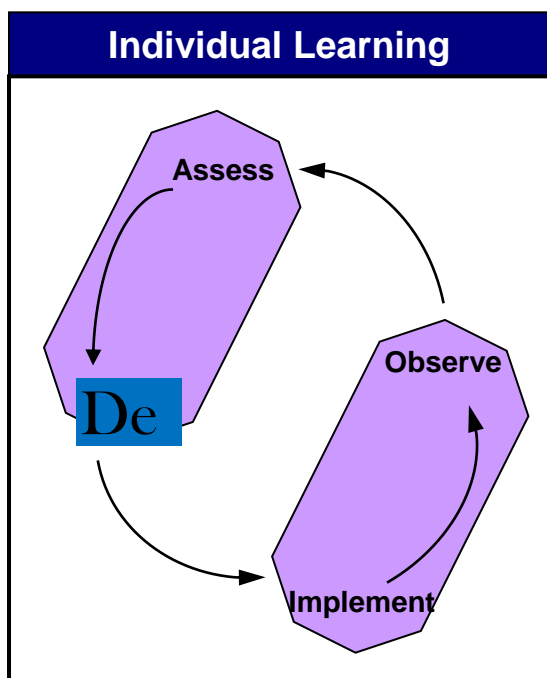 Individual Learning
Assess
De
Observe
Implement